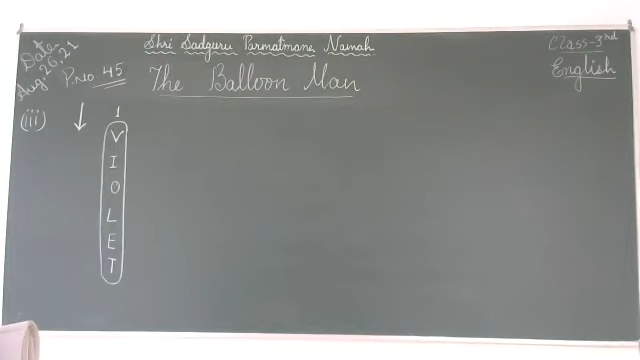 Shri Sadguru Parmatmane Namah
Date
Aug.26,21
Class-3rd
P.No. 45
The Balloon Man
English
(iii)
1
V
I
O
L
E
T